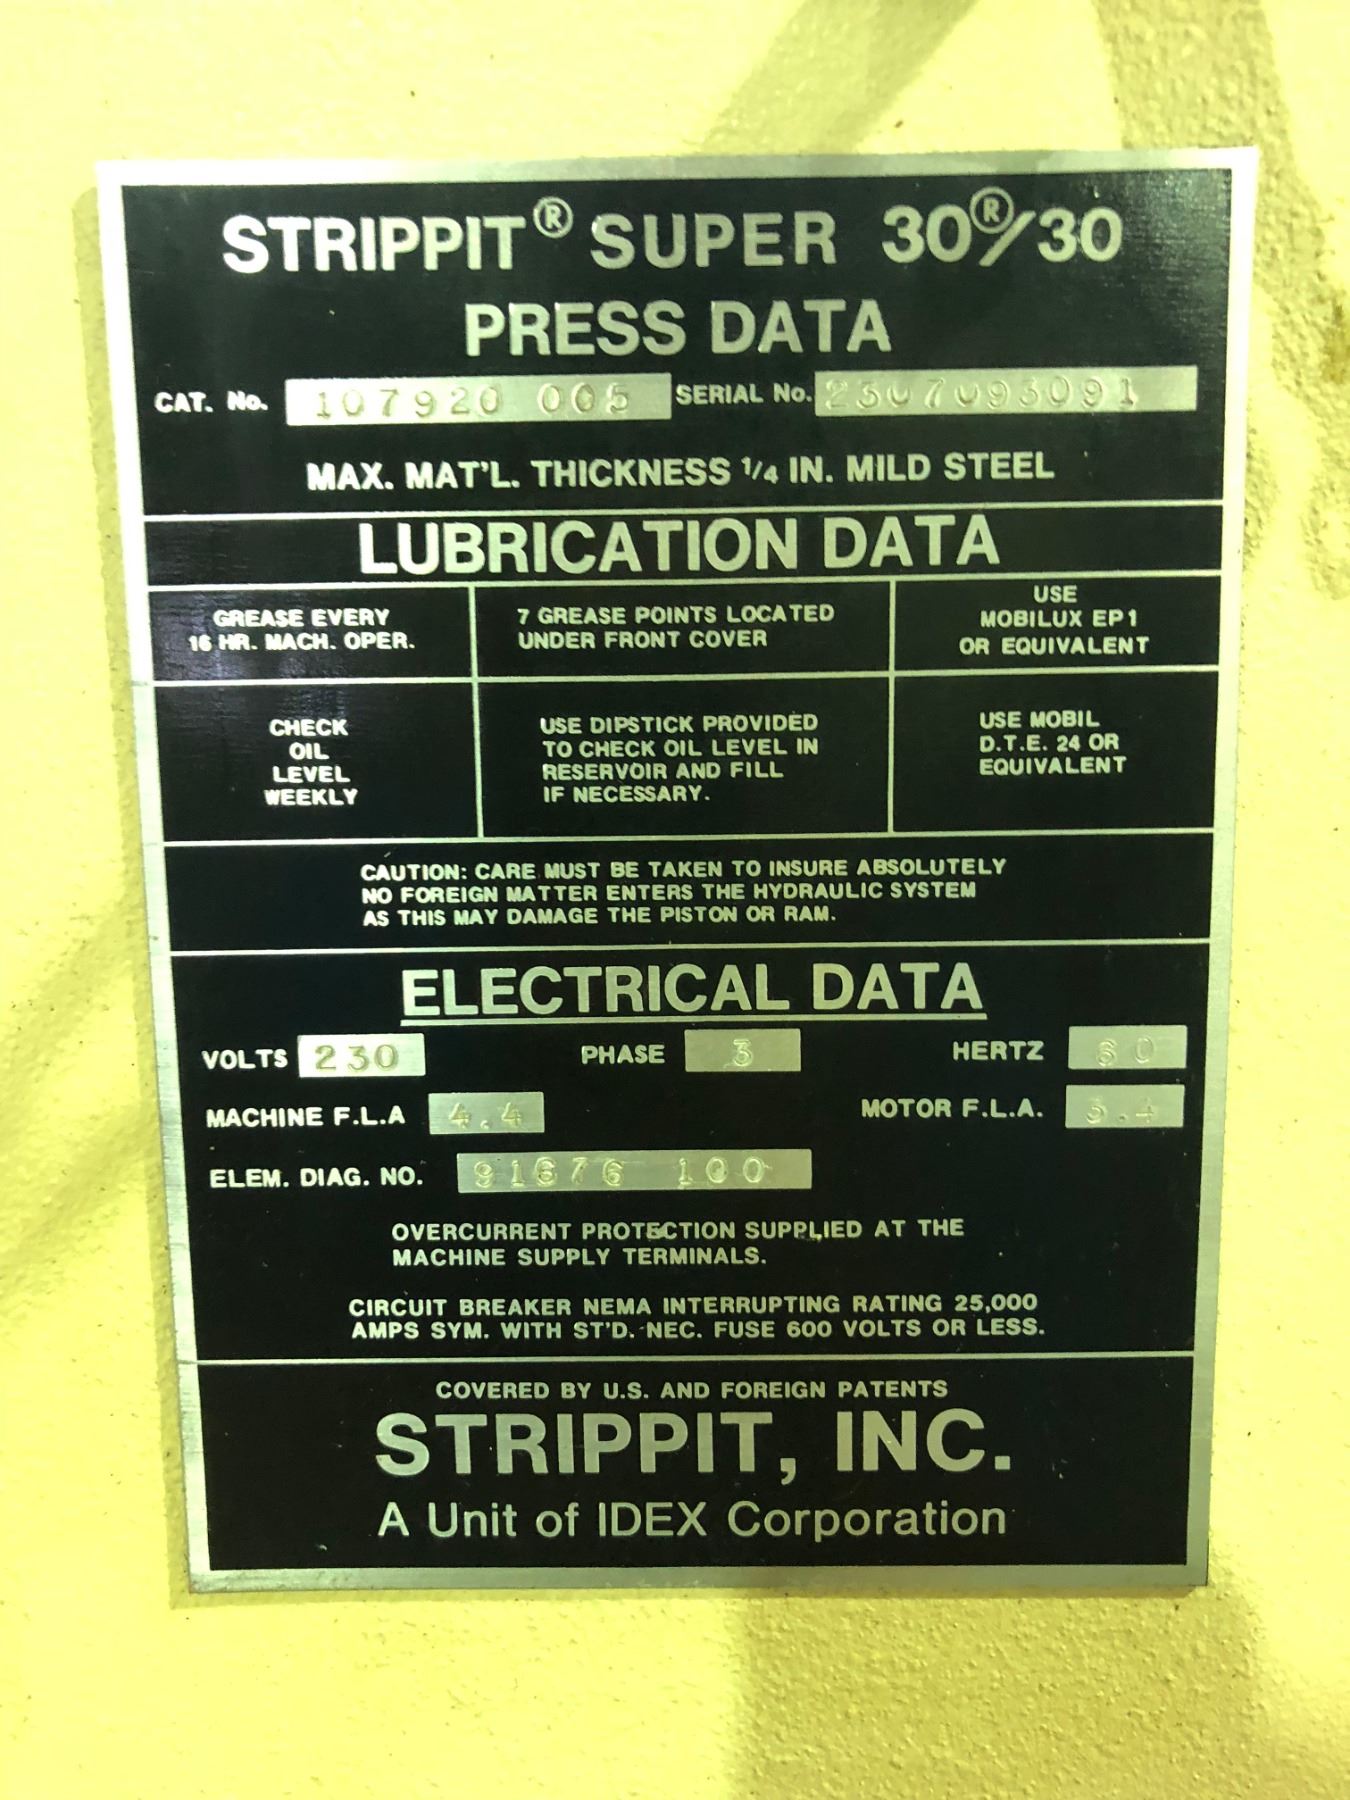 STRIPPIT® SUPER 30®/30
PRESS DATA
CAT. No. 107920 005 SERIAL No. 2307093091
MAX. MAT'L. THICKNESS 1/4 IN. MILD STEEL
LUBRICATION DATA
GREASE EVERY
16 HR. MACH. OPER.
7 GREASE POINTS LOCATED
UNDER FRONT COVER
USE
MOBILUX EP1
OR EQUIVALENT
CHECK
OIL
LEVEL
WEEKLY
USE DIPSTICK PROVIDED
TO CHECK OIL LEVEL IN
RESERVOIR AND FILL
IF NECESSARY.
USE MOBIL
D.T.E. 24 OR
EQUIVALENT
CAUTION: CARE MUST BE TAKEN TO INSURE ABSOLUTELY
NO FOREIGN MATTER ENTERS THE HYDRAULIC SYSTEM
AS THIS MAY DAMAGE THE PISTON OR RAM.
ELECTRICAL DATA
VOLTS 230 PHASE 3 HERTZ 60
MACHINE F.L.A 4.4 MOTOR F.L.A. 3.4
ELEM. DIAG. NO. 91676 100
OVERCURRENT PROTECTION SUPPLIED AT THE
MACHINE SUPPLY TERMINALS.
CIRCUIT BREAKER NEMA INTERRUPTING RATING 25,000
AMPS SYM. WITH ST'D. NEC. FUSE 600 VOLTS OR LESS.
COVERED BY U.S. AND FOREIGN PATENTS
STRIPPIT, INC.
A Unit of IDEX Corporation